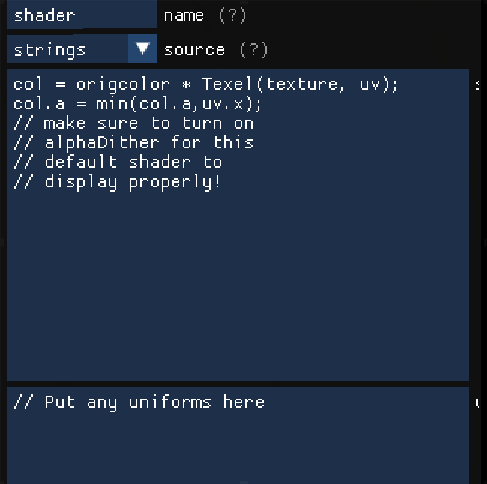 shader name (?)
strings source (?)
col = origcolor * Texel(texture, uv);
col.a = min(col.a,uv.x);
// make sure to turn on
// alphaDither for this
// default shader to
// display properly!
// Put any uniforms here